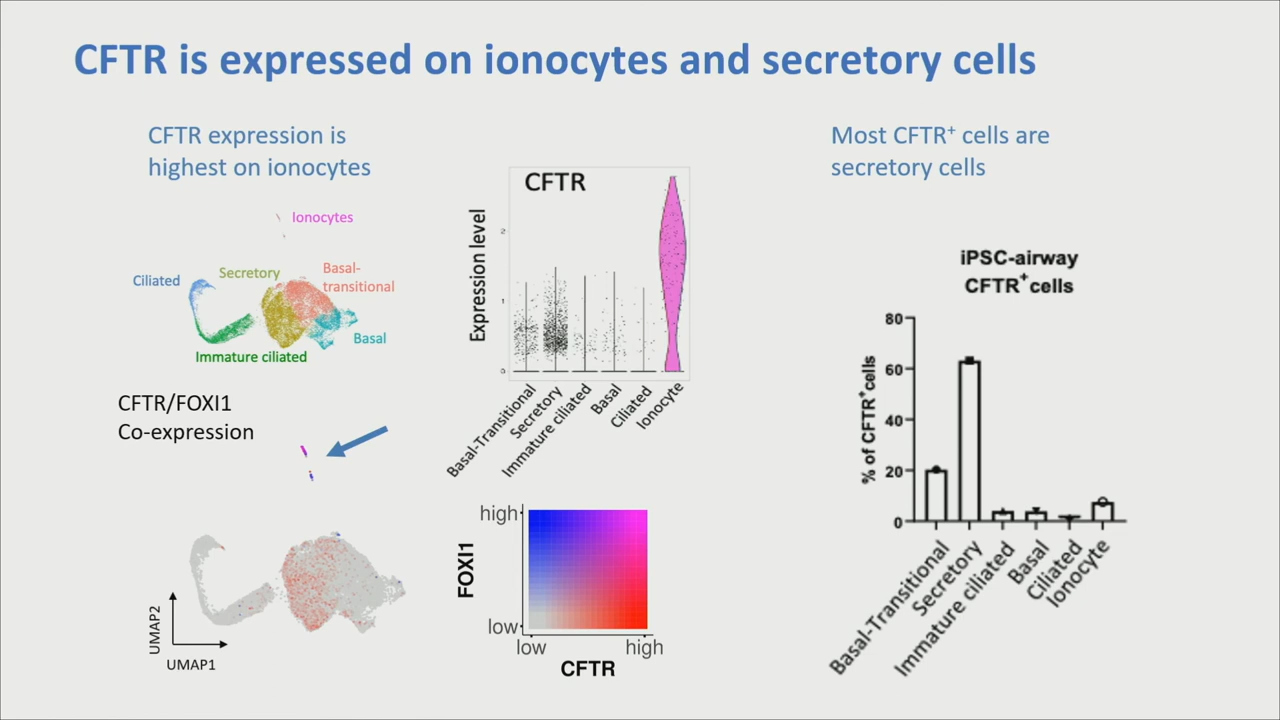 CFTR is expressed on ionocytes and secretory cells
CFTR expression is
highest on ionocytes
Ionocytes
Ciliated
Secretory
Basal-
transitional
Basal
Immature ciliated
CFTR/FOXI1
Co-expression
UMAP2
UMAP1
CFTR
Expression level
2
1
0
Basal-Transitional
Secretory
Immature ciliated
Basal
Ciliated
Ionocyte
high
FOXI1
low
low
high
CFTR
Most CFTR⁺ cells are
secretory cells
iPSC-airway
CFTR⁺cells
% of CFTR⁺cells
80
60
40
20
0
Basal-Transitional
Secretory
Immature ciliated
Basal
Ciliated
Ionocyte